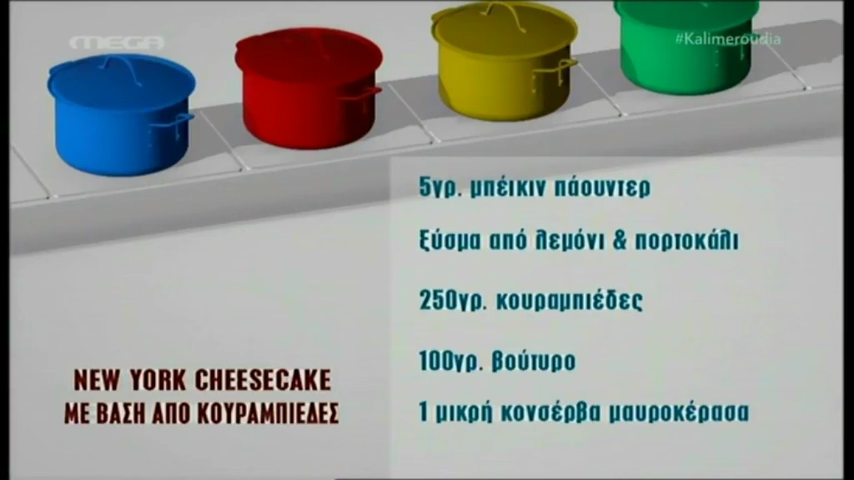 MEGA
#Kalimeroudia
5γρ. μπέικιν πάουντερ
ξύσμα από λεμόνι & πορτοκάλι
250γρ. κουραμπιέδες
100γρ. βούτυρο
1 μικρή κονσέρβα μαυροκέρασα
NEW YORK CHEESECAKE
ΜΕ ΒΑΣΗ ΑΠΟ ΚΟΥΡΑΜΠΙΕΔΕΣ